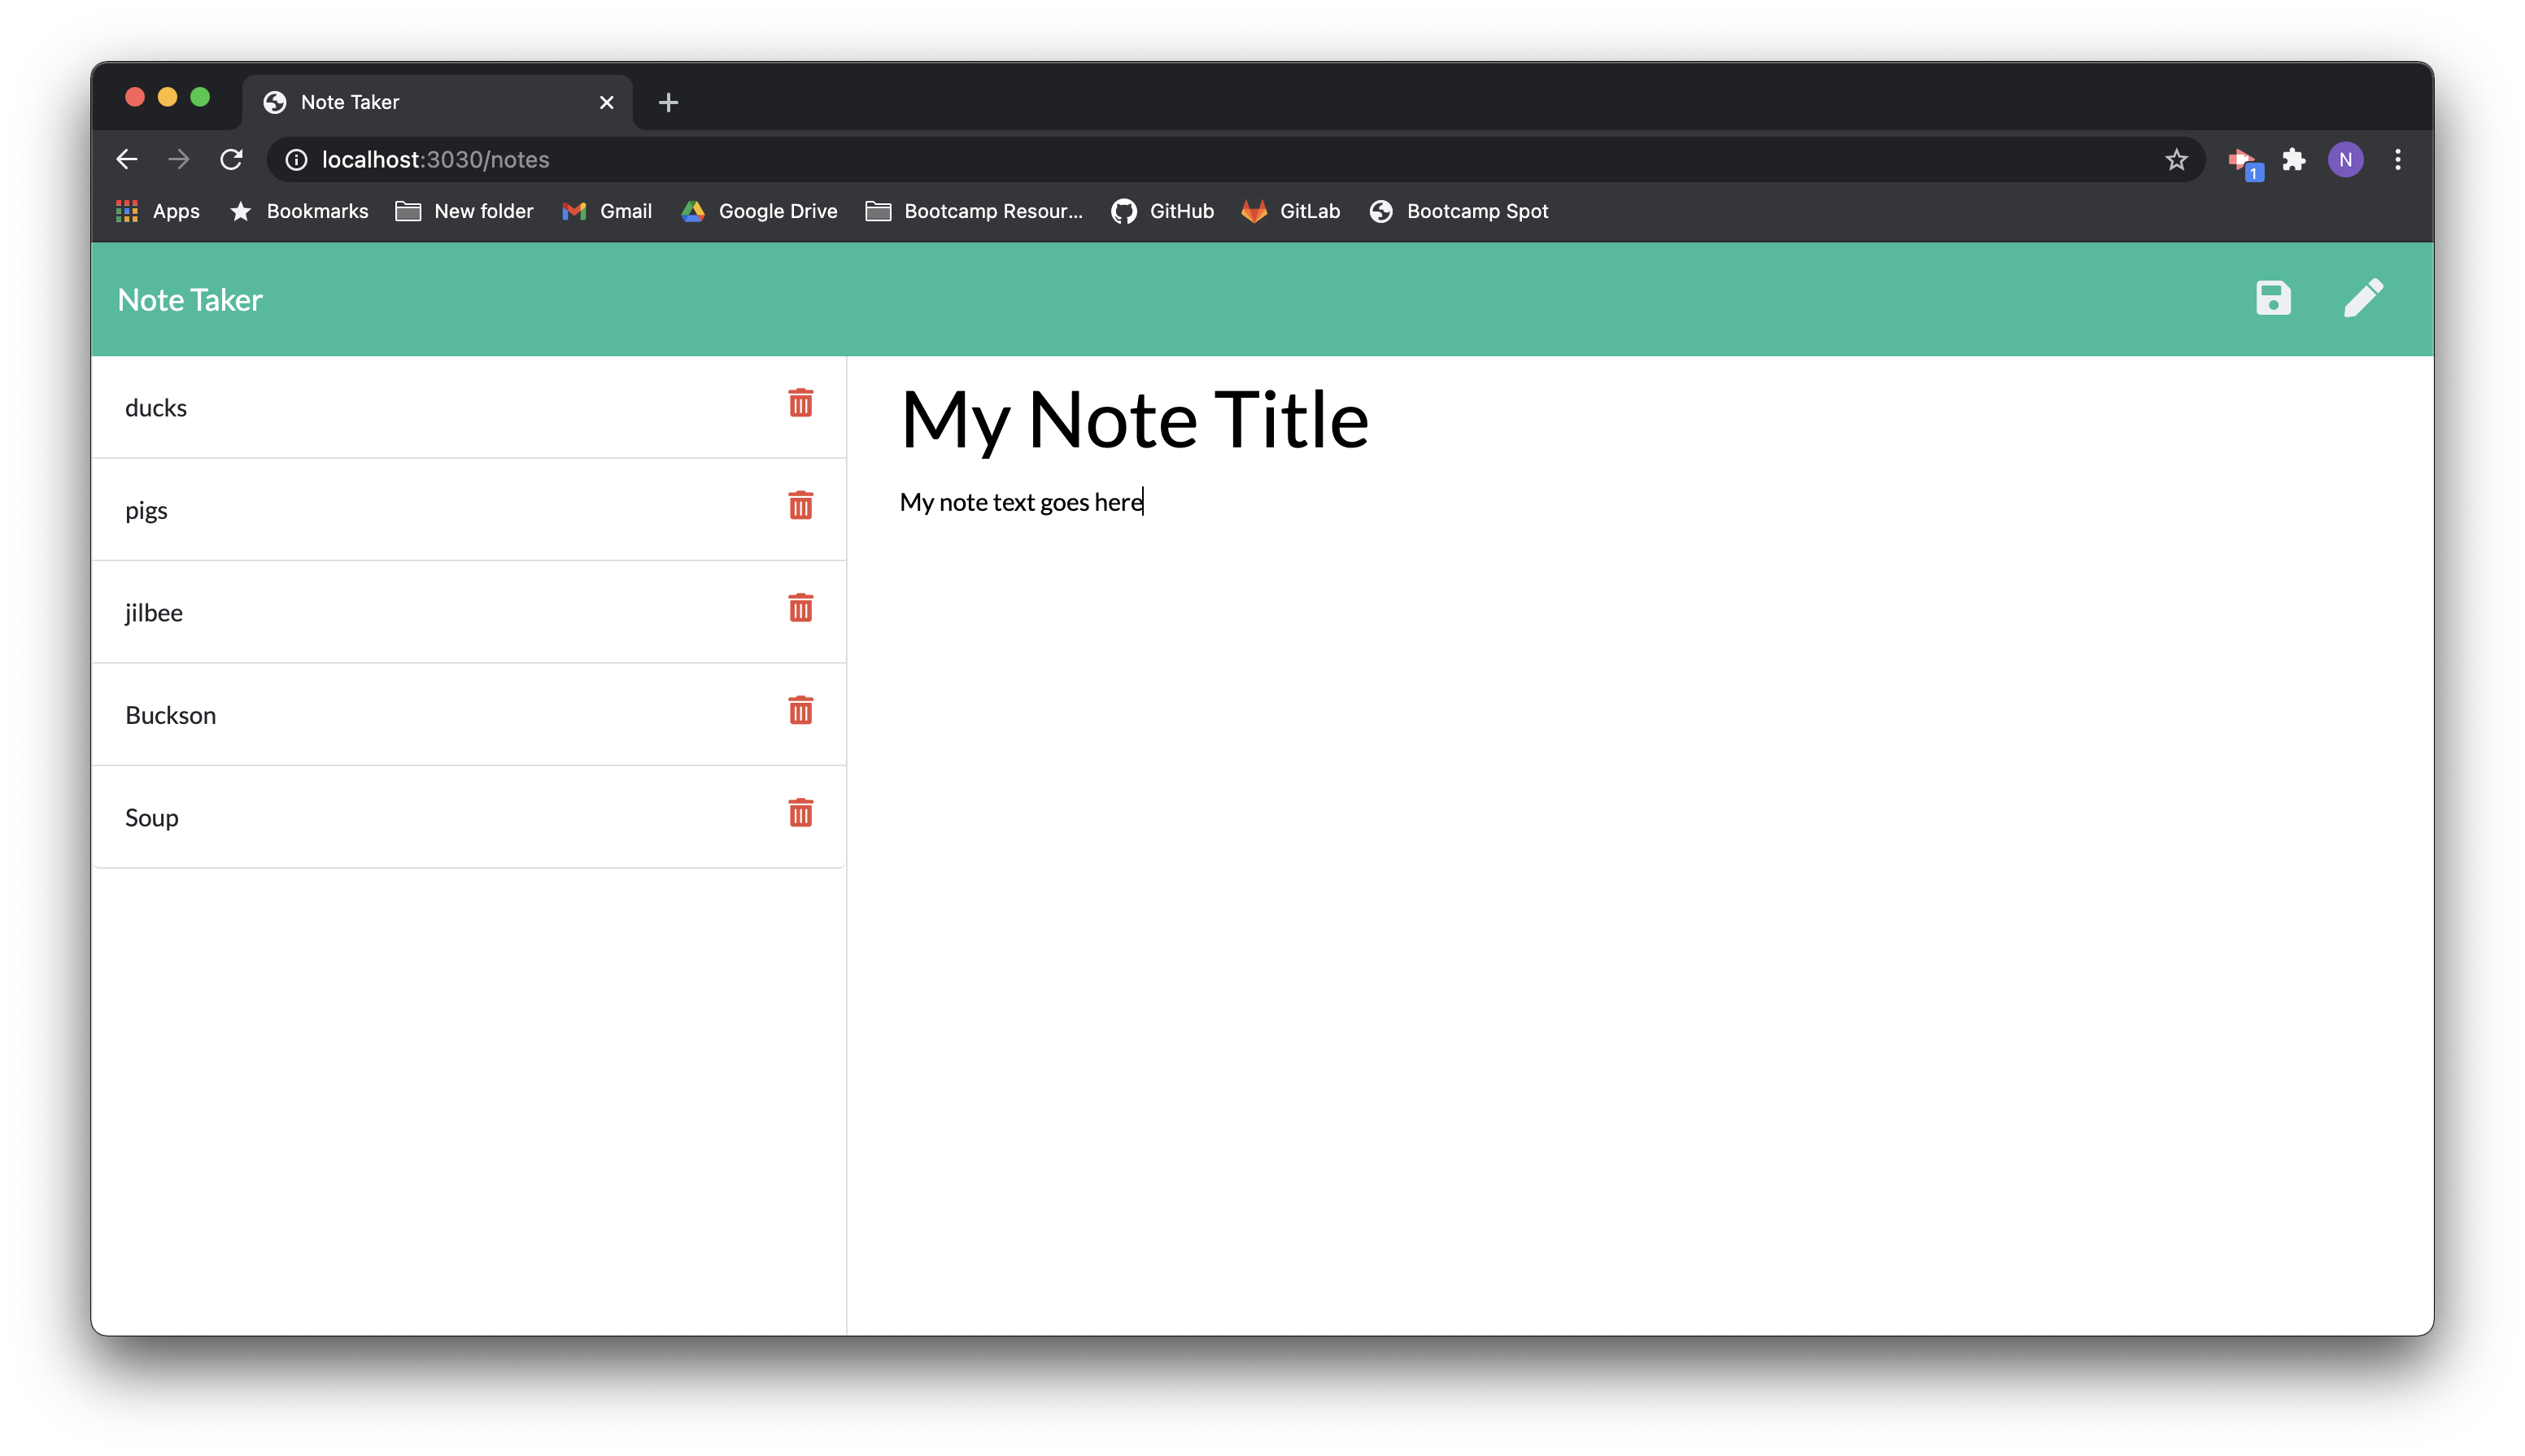 Note Taker
localhost:3030/notes
1
N
Apps Bookmarks New folder Gmail Google Drive Bootcamp Resour... GitHub GitLab Bootcamp Spot
Note Taker
ducks
pigs
jilbee
Buckson
Soup
My Note Title
My note text goes here